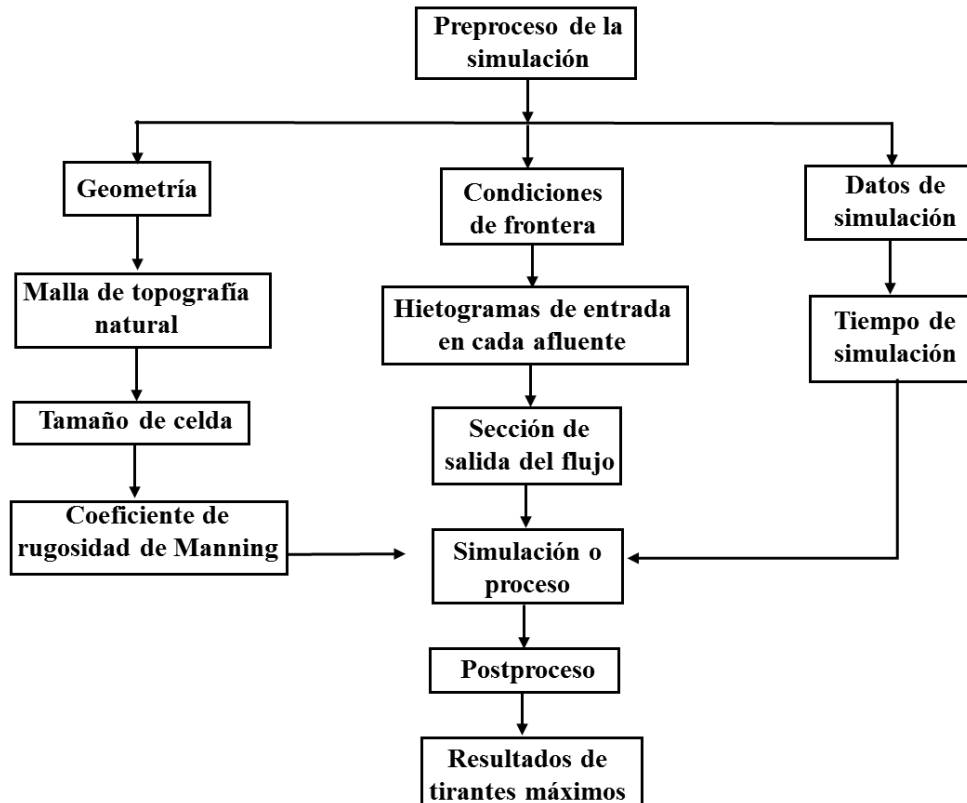 Preproceso de la
simulación
Geometría
Condiciones
de frontera
Datos de
simulación
Malla de topografía
natural
Hietogramas de entrada
en cada afluente
Tiempo de
simulación
Tamaño de celda
Sección de
salida del flujo
Coeficiente de
rugosidad de Manning
Simulación o
proceso
Postproceso
Resultados de
tirantes máximos